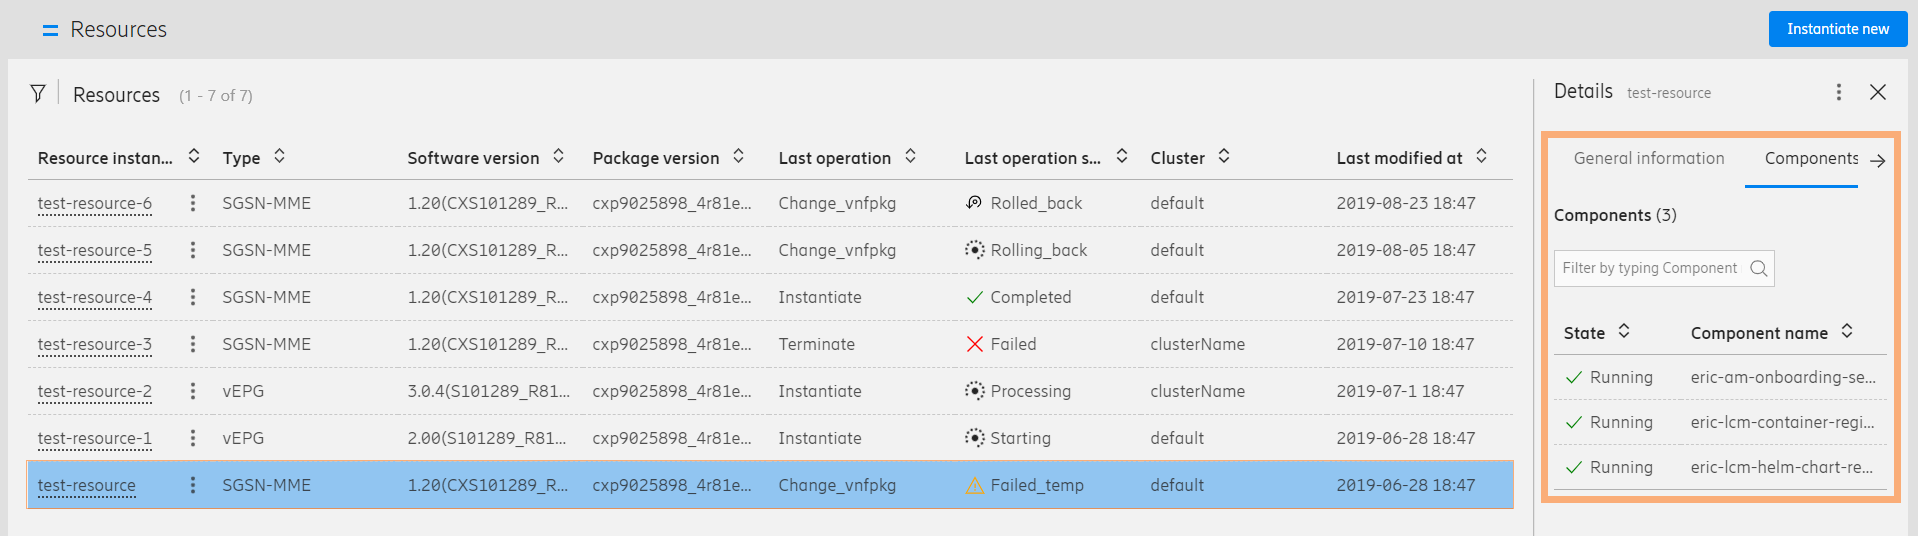 Resources
Instantiate new
Resources (1 - 7 of 7)
Resource instan... Type Software version Package version Last operation Last operation s... Cluster Last modified at
test-resource-6 SGSN-MME 1.20(CXS101289_R... cxp9025898_4r81e... Change_vnfpkg Rolled_back default 2019-08-23 18:47
test-resource-5 SGSN-MME 1.20(CXS101289_R... cxp9025898_4r81e... Change_vnfpkg Rolling_back default 2019-08-05 18:47
test-resource-4 SGSN-MME 1.20(CXS101289_R... cxp9025898_4r81e... Instantiate Completed default 2019-07-23 18:47
test-resource-3 SGSN-MME 1.20(CXS101289_R... cxp9025898_4r81e... Terminate Failed clusterName 2019-07-10 18:47
test-resource-2 vEPG 3.0.4(S101289_R81... cxp9025898_4r81e... Instantiate Processing clusterName 2019-07-1 18:47
test-resource-1 vEPG 2.00(S101289_R81... cxp9025898_4r81e... Instantiate Starting default 2019-06-28 18:47
test-resource SGSN-MME 1.20(CXS101289_R... cxp9025898_4r81e... Change_vnfpkg Failed_temp default 2019-06-28 18:47
Details test-resource
General information Components
Components (3)
Filter by typing Component
State Component name
Running eric-am-onboarding-se...
Running eric-lcm-container-regi...
Running eric-lcm-helm-chart-re...